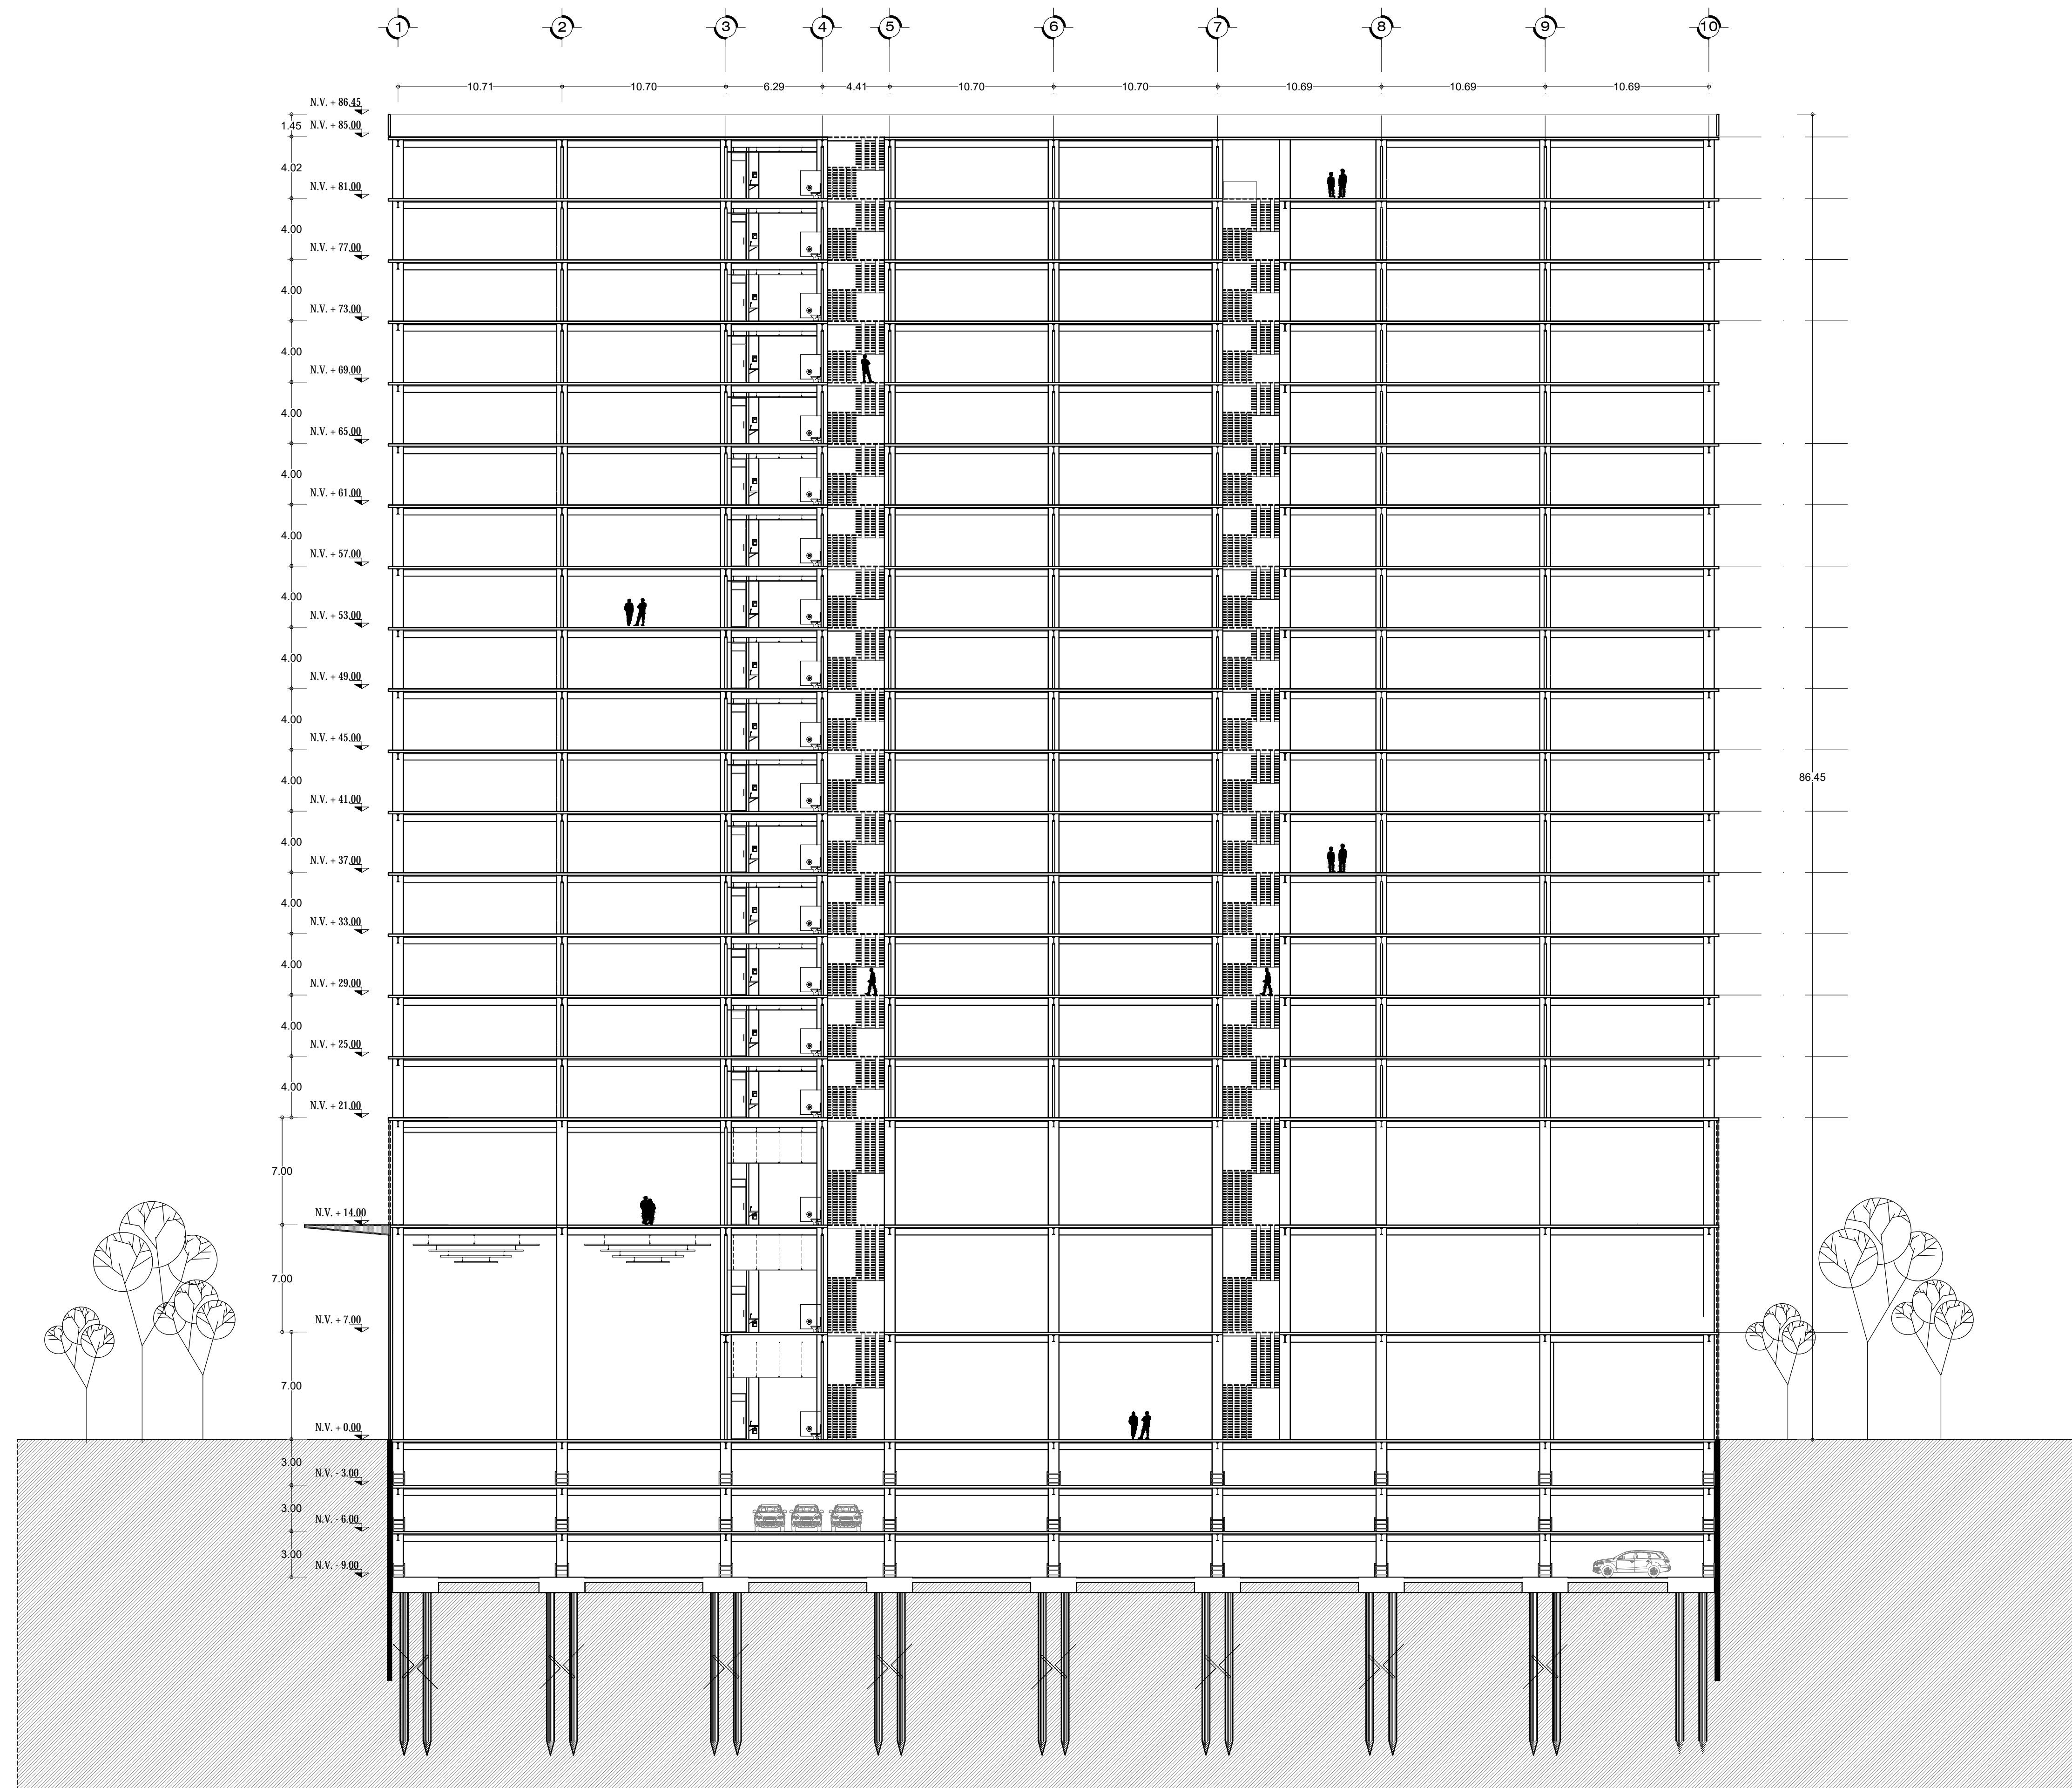 1 2 3 4 5 6 7 8 9 10
10.71 10.70 6.29 4.41 10.70 10.70 10.69 10.69 10.69
N.V. + 86.45
1.45 N.V. + 85.00
4.02
N.V. + 81.00
4.00
N.V. + 77.00
4.00
N.V. + 73.00
4.00
N.V. + 69.00
4.00
N.V. + 65.00
4.00
N.V. + 61.00
4.00
N.V. + 57.00
4.00
N.V. + 53.00
4.00
N.V. + 49.00
4.00
N.V. + 45.00
4.00
86.45
N.V. + 41.00
4.00
N.V. + 37.00
4.00
N.V. + 33.00
4.00
N.V. + 29.00
4.00
N.V. + 25.00
4.00
N.V. + 21.00
7.00
N.V. + 14.00
7.00
N.V. + 7.00
7.00
N.V. + 0.00
3.00
N.V. - 3.00
3.00
N.V. - 6.00
3.00
N.V. - 9.00